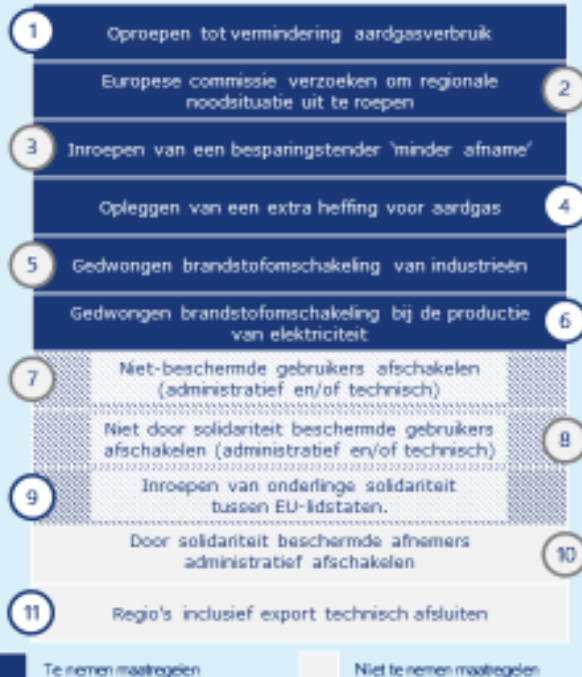 1
Oproepen tot vermindering aardgasverbruik
Europese commissie verzoeken om regionale
noodsituatie uit te roepen
2
3
Inroepen van een besparingstender 'minder afname'
Opleggen van een extra heffing voor aardgas
4
5
Gedwongen brandstofomschakeling van industrieën
Gedwongen brandstofomschakeling bij de productie
van elektriciteit
6
7
Niet-beschermde gebruikers afschakelen
(administratief en/of technisch)
Niet door solidariteit beschermde gebruikers
afschakelen (administratief en/of technisch)
8
9
Inroepen van onderlinge solidariteit
tussen EU-lidstaten.
Door solidariteit beschermde afnemers
administratief afschakelen
10
11
Regio's inclusief export technisch afsluiten
Te nemen maatregelen
Niet te nemen maatregelen